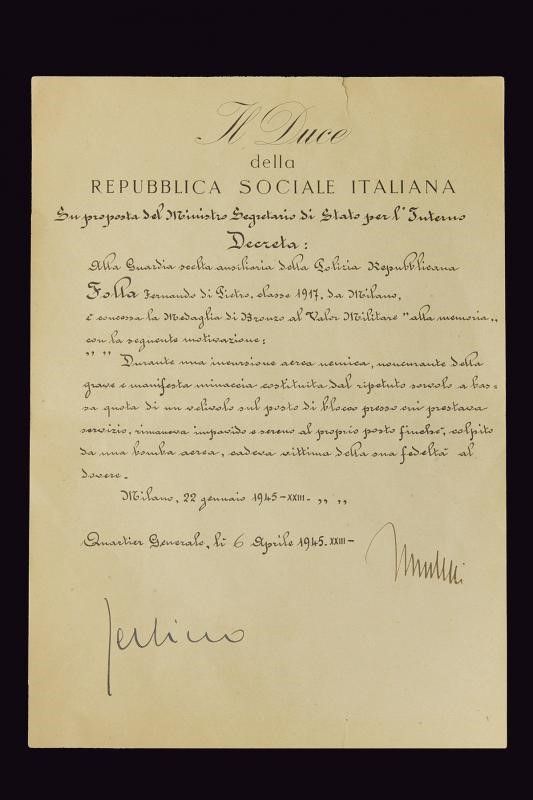 Il Duce
della
REPUBBLICA SOCIALE ITALIANA
Su proposta del Ministro Segretario di Stato per l'Interno
Decreta:
Alla Guardia scelta ausiliaria della Polizia Repubblicana
Folla Fernando di Pietro, classe 1917, da Milano,
è concessa la Medaglia di Bronzo al Valor Militare "alla memoria„
con la seguente motivazione:
„ „ Durante una incursione aerea nemica, noncurante della
grave e manifesta minaccia costituita dal ripetuto sorvolo a bas=
sa quota di un velivolo sul posto di blocco presso cui prestava
servizio, rimaneva impavido e sereno al proprio posto finche', colpito
da una bomba aerea, cadeva vittima della sua fedeltà al
dovere.
Milano, 22 gennaio 1945-XXIII- „ „
Quartier Generale, lì 6 Aprile 1945. XXIII-